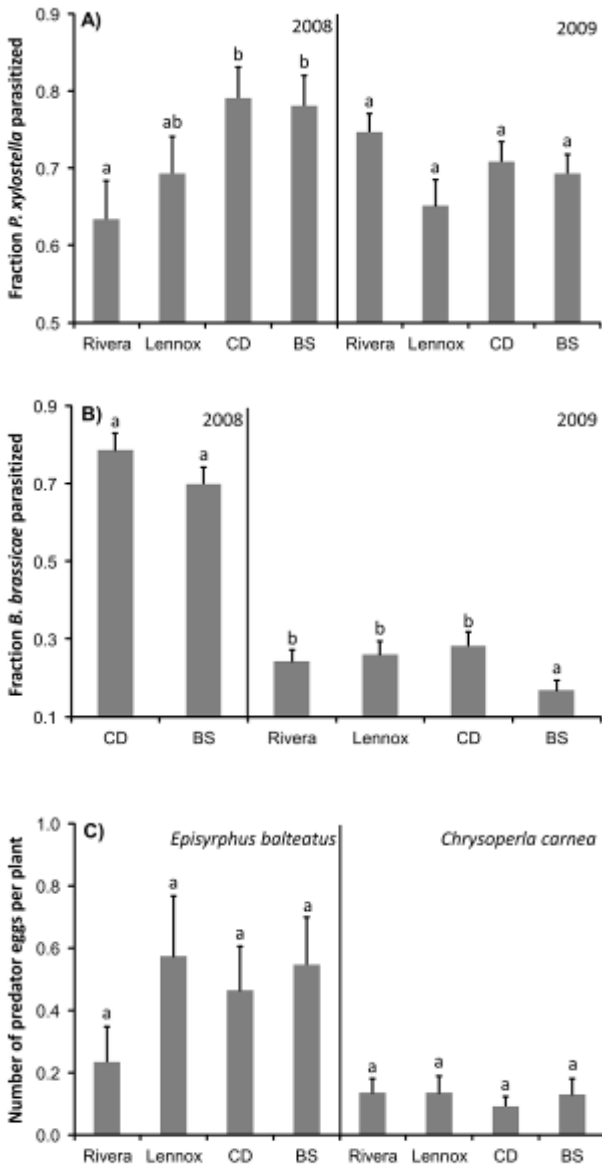 A) 2008 2009
Fraction P. xylostella parasitized
0.9
0.8
0.7
0.6
0.5
a ab b b a a a a
Rivera Lennox CD BS Rivera Lennox CD BS
B) 2008 2009
Fraction B. brassicae parasitized
0.9
0.7
0.5
0.3
0.1
a a b b b a
CD BS Rivera Lennox CD BS
C) Episyrphus balteatus Chrysoperla carnea
Number of predator eggs per plant
1.0
0.8
0.6
0.4
0.2
0.0
a a a a a a a a
Rivera Lennox CD BS Rivera Lennox CD BS